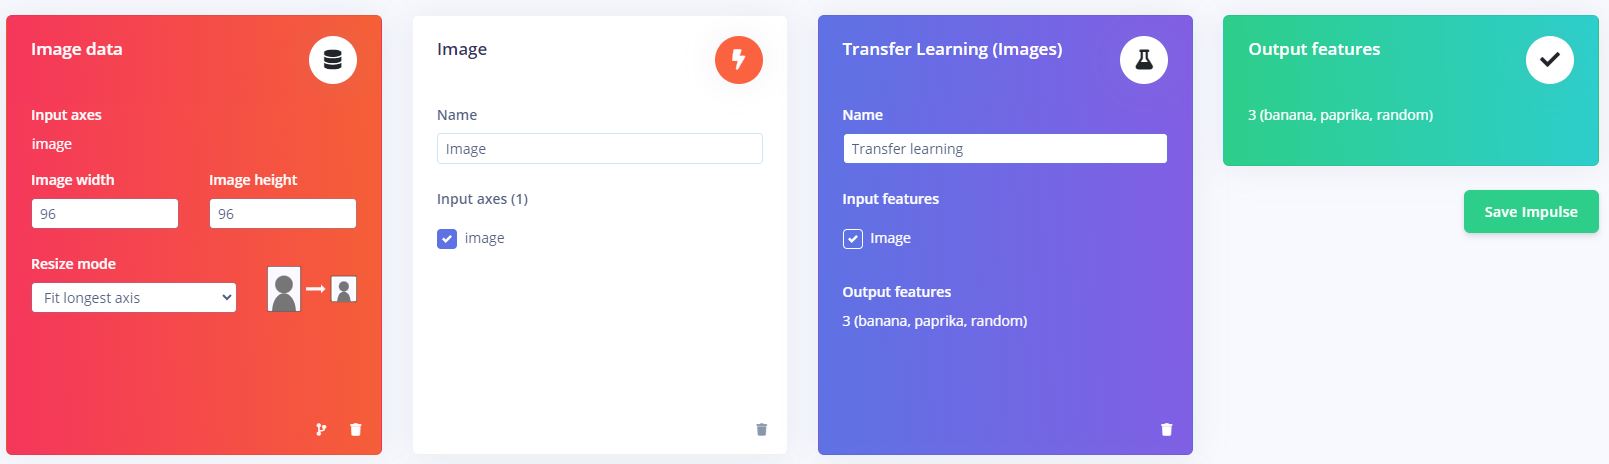 Image data
Input axes
image
Image width
Image height
96
96
Resize mode
Fit longest axis
Image
Name
Image
Input axes (1)
image
Transfer Learning (Images)
Name
Transfer learning
Input features
Image
Output features
3 (banana, paprika, random)
Output features
3 (banana, paprika, random)
Save Impulse